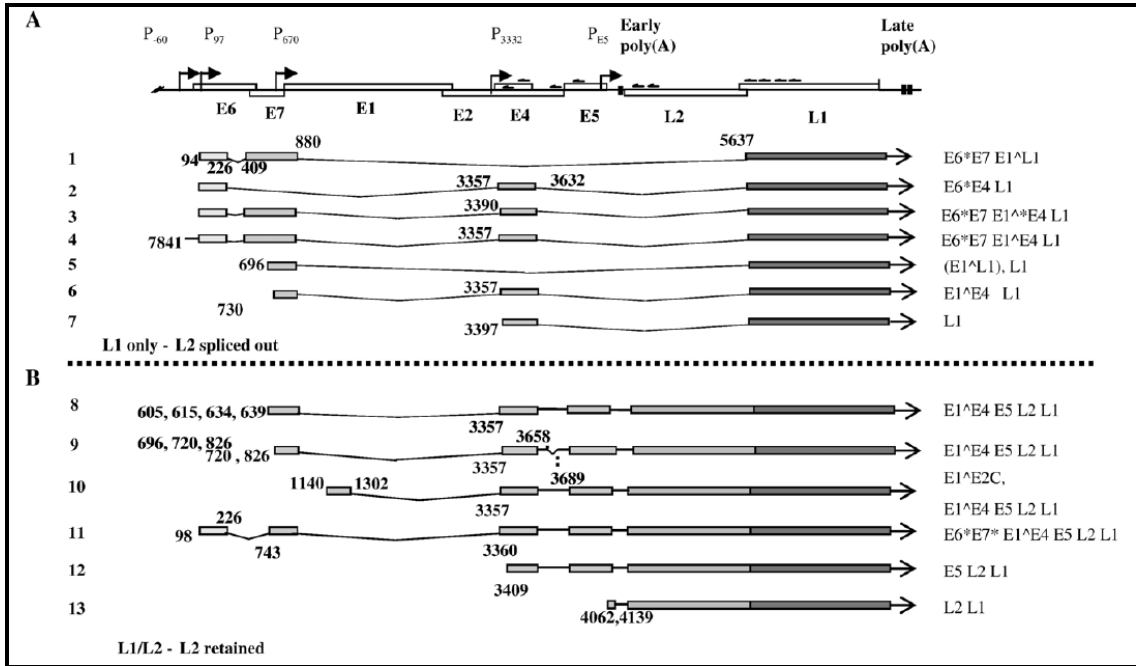 A
P-60 P97 P670 P3332 PE5 Early poly(A) Late poly(A)
E6 E7 E1 E2 E4 E5 L2 L1
1 94 226 409 880 5637 E6*E7 E1^L1
2 3357 3632 E6*E4 L1
3 3390 E6*E7 E1^*E4 L1
4 7841 3357 E6*E7 E1^E4 L1
5 696 (E1^L1), L1
6 730 3357 E1^E4 L1
7 3397 L1
L1 only - L2 spliced out
B
8 605, 615, 634, 639 3357 E1^E4 E5 L2 L1
696, 720, 826 3658
9 720 , 826 3357 3689 E1^E4 E5 L2 L1
10 1140 1302 3357 E1^E2C,
E1^E4 E5 L2 L1
11 98 226 743 3360 E6*E7* E1^E4 E5 L2 L1
12 3409 E5 L2 L1
13 4062,4139 L2 L1
L1/L2 - L2 retained